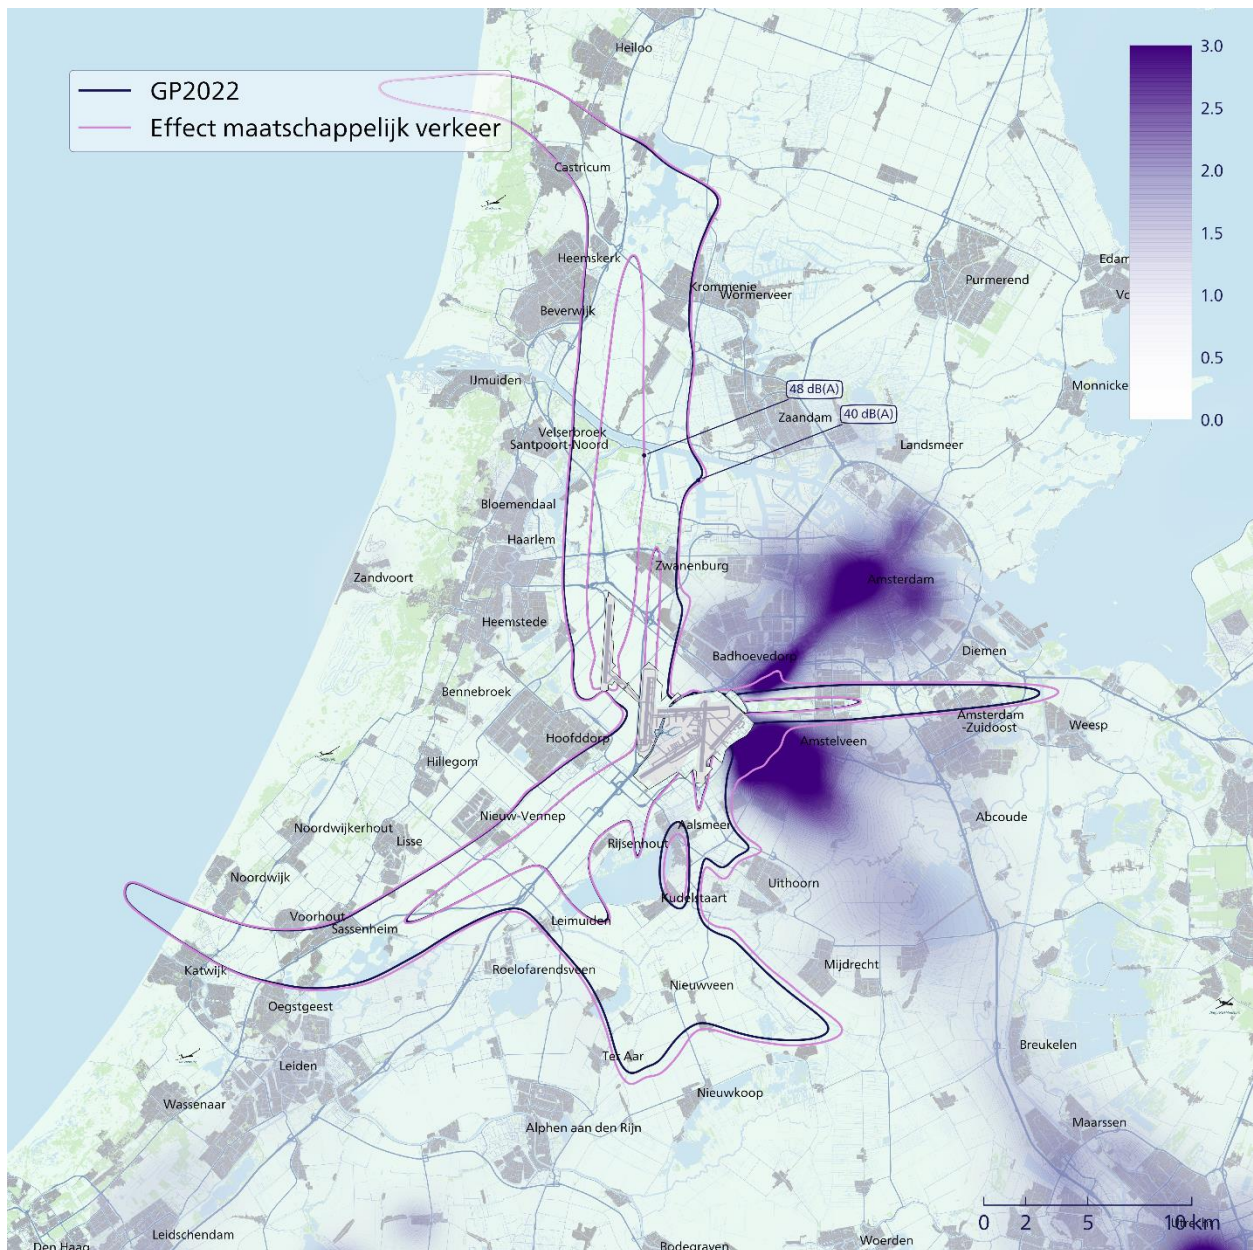 Heiloo
3.0
GP2022
Effect maatschappelijk verkeer
2.5
Castricum
2.0
1.5
Heemskerk
Edam
Purmerend
Krommenie
Wormerveer
Vo
1.0
Beverwijk
0.5
IJmuiden
Monnicke
48 dB(A)
40 dB(A)
Zaandam
0.0
Velserbroek
Santpoort-Noord
Landsmeer
Bloemendaal
Haarlem
Zwanenburg
Zandvoort
Amsterdam
Heemstede
Badhoevedorp
Diemen
Bennebroek
Amsterdam
-Zuidoost
Weesp
Hoofddorp
Amstelveen
Hillegom
Nieuw-Vennep
Aalsmeer
Abcoude
Noordwijkerhout
Lisse
Rijsenhout
Noordwijk
Uithoorn
Kudelstaart
Voorhout
Sassenheim
Leimuiden
Katwijk
Roelofarendsveen
Mijdrecht
Nieuwveen
Oegstgeest
Breukelen
Leiden
Ter Aar
Nieuwkoop
Wassenaar
Alphen aan den Rijn
Maarssen
Leidschendam
0 2 5 10 km
Utrecht
Den Haag
Bodegraven
Woerden